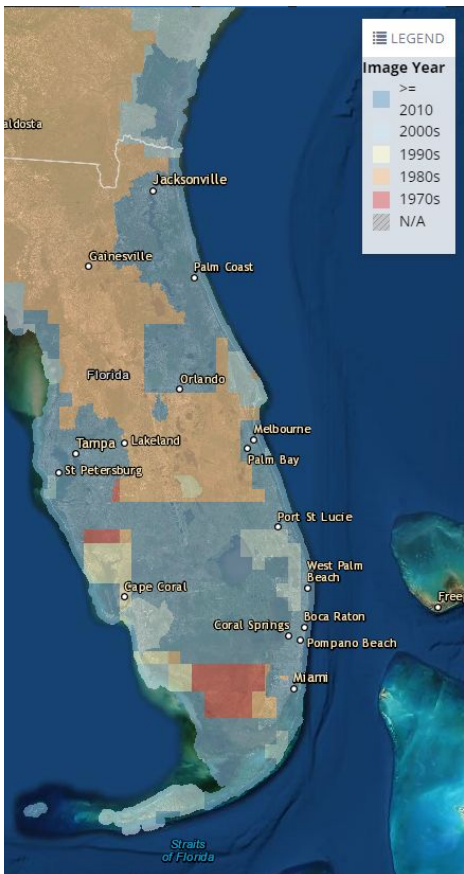 LEGEND
Image Year
>=
2010
2000s
1990s
1980s
1970s
N/A
aldosta
Jacksonville
Gainesville
Palm Coast
Florida
Orlando
Melbourne
Tampa
Lakeland
Palm Bay
St Petersburg
Port St Lucie
West Palm
Beach
Cape Coral
Freep
Boca Raton
Coral Springs
Pompano Beach
Miami
Straits
of Florida